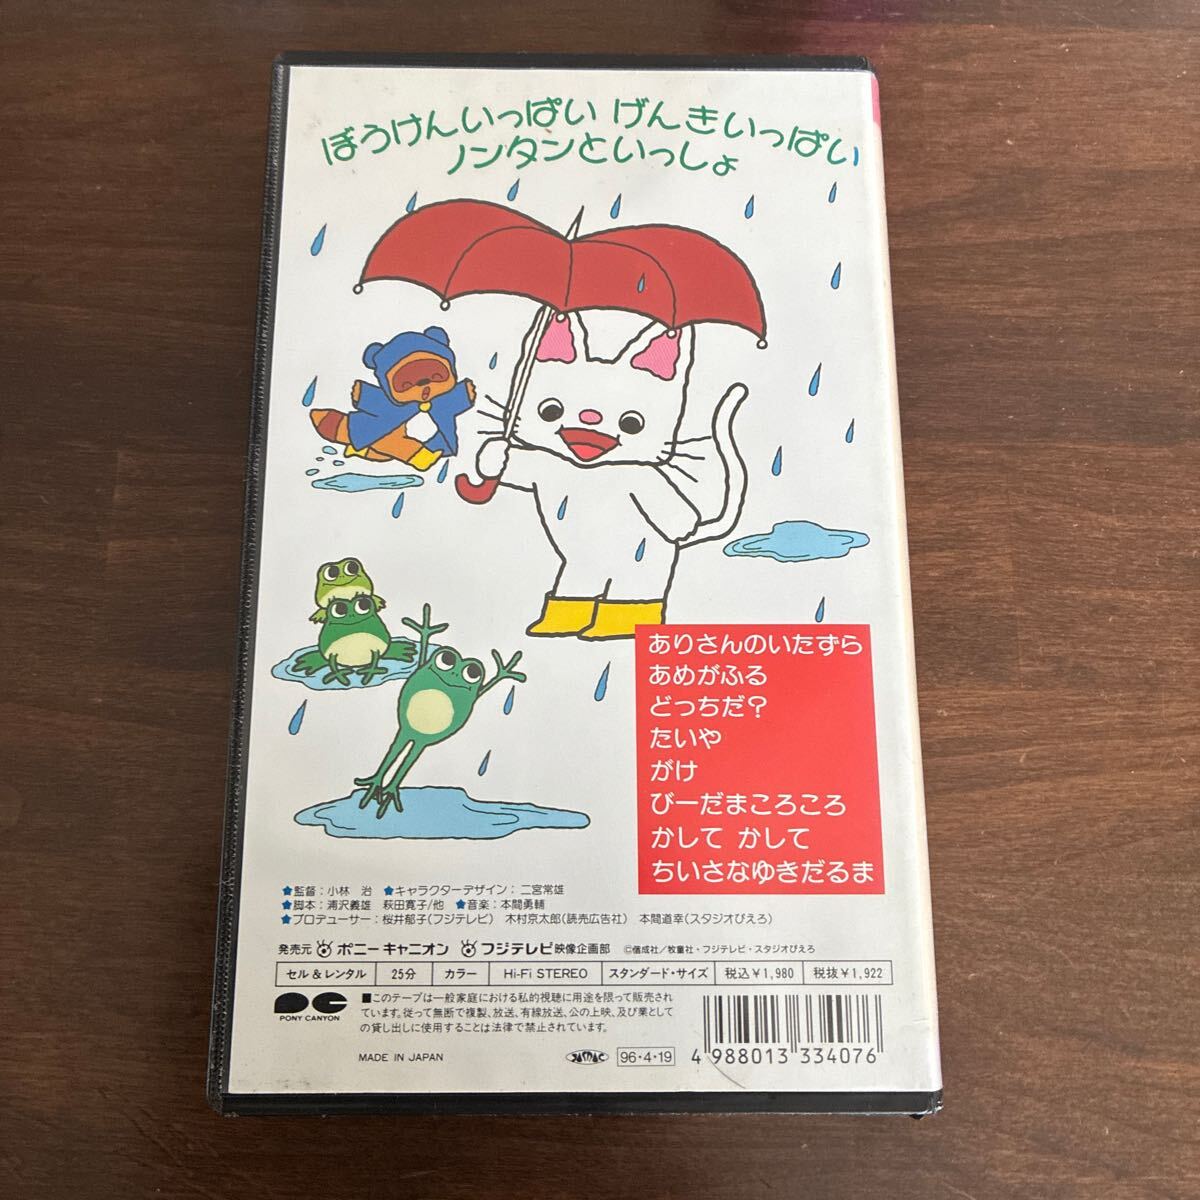 ぼうけんいっぱい げんきいっぱい
ノンタンといっしょ
ありさんのいたずら
あめがふる
どっちだ？
たいや
がけ
びーだまころころ
かして かして
ちいさなゆきだるま
★監督：小林 治 ★キャラクターデザイン：二宮常雄
★脚本：浦沢義雄 萩田寛子/他 ★音楽：本間勇輔
★プロデューサー：桜井郁子(フジテレビ) 木村京太郎(読売広告社) 本間道幸(スタジオぴえろ)
発売元 ポニーキャニオン フジテレビ映像企画部 ©偕成社／牧童社・フジテレビ・スタジオぴえろ
セル&レンタル 25分 カラー Hi-Fi STEREO スタンダード・サイズ 税込￥1,980 税抜￥1,922
PONY CANYON
■このテープは一般家庭における私的視聴に用途を限って販売され
ています。従って無断で複製、放送、有線放送、公の上映、及び業として
の貸し出しに使用することは法律で禁止されています。
MADE IN JAPAN
JASRAC
96・4・19
4 988013 334076